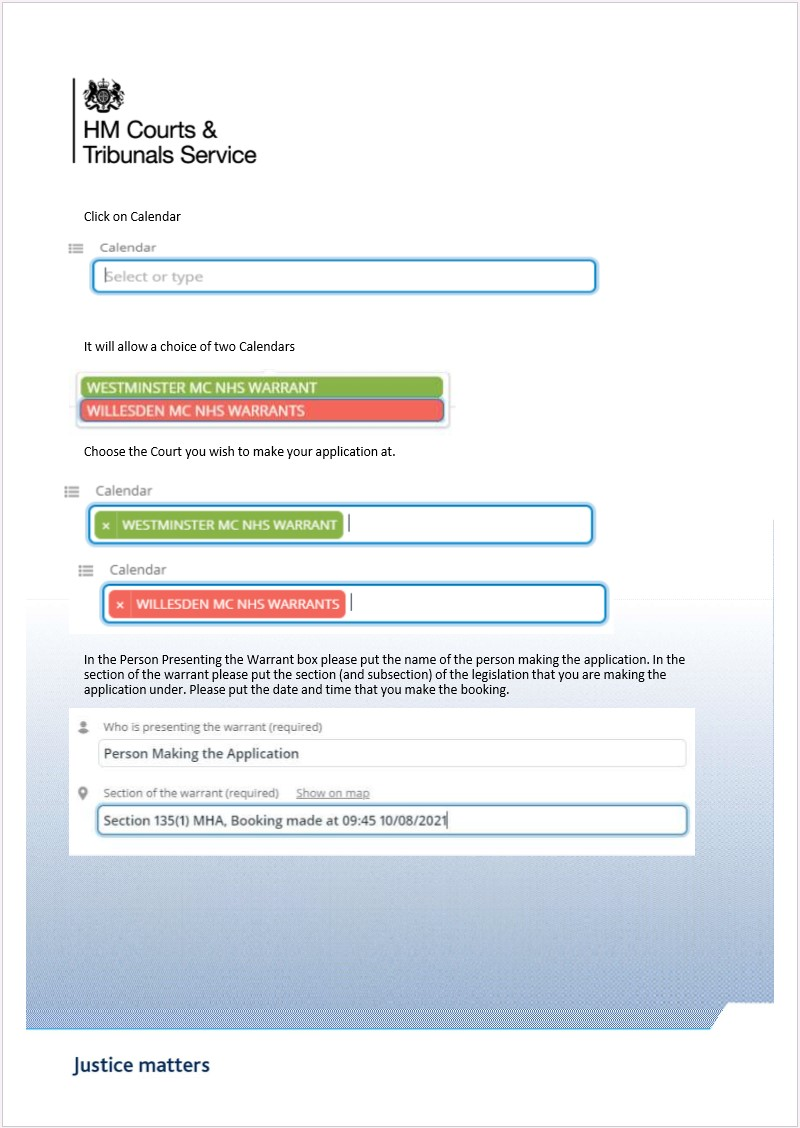 HM Courts &
Tribunals Service
Click on Calendar
Calendar
Select or type
It will allow a choice of two Calendars
WESTMINSTER MC NHS WARRANT
WILLESDEN MC NHS WARRANTS
Choose the Court you wish to make your application at.
Calendar
× WESTMINSTER MC NHS WARRANT
Calendar
× WILLESDEN MC NHS WARRANTS
In the Person Presenting the Warrant box please put the name of the person making the application. In the
section of the warrant please put the section (and subsection) of the legislation that you are making the
application under. Please put the date and time that you make the booking.
Who is presenting the warrant (required)
Person Making the Application
Section of the warrant (required) Show on map
Section 135(1) MHA, Booking made at 09:45 10/08/2021
Justice matters